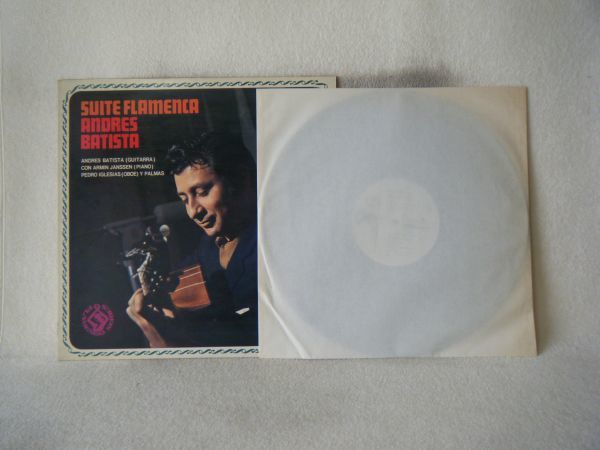 SUITE FLAMENCA
ANDRES
BATISTA
ANDRES BATISTA (GUITARRA)
CON ARMIN JANSSEN (PIANO)
PEDRO IGLESIAS-(OBOE) Y PALMAS